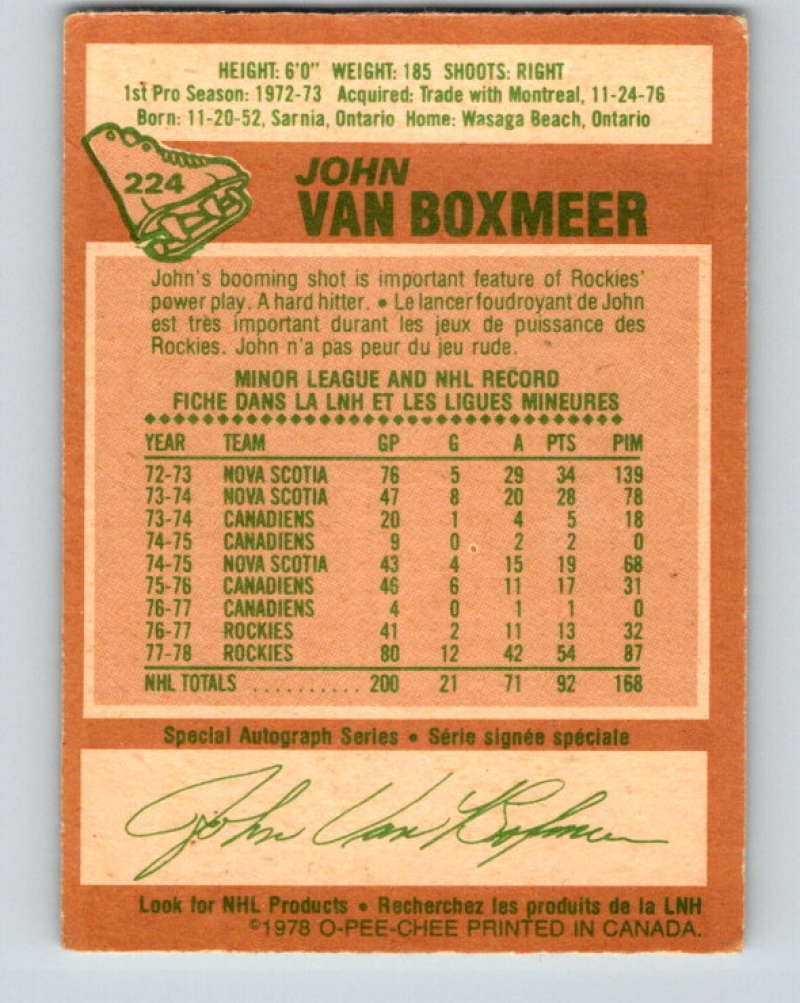 HEIGHT: 6'0" WEIGHT: 185 SHOOTS: RIGHT
1st Pro Season: 1972-73 Acquired: Trade with Montreal, 11-24-76
Born: 11-20-52, Sarnia, Ontario Home: Wasaga Beach, Ontario
224
JOHN
VAN BOXMEER
John's booming shot is important feature of Rockies'
power play. A hard hitter. • Le lancer foudroyant de John
est très important durant les jeux de puissance des
Rockies. John n'a pas peur du jeu rude.
MINOR LEAGUE AND NHL RECORD
FICHE DANS LA LNH ET LES LIGUES MINEURES
YEAR TEAM GP G A PTS PIM
72-73 NOVA SCOTIA 76 5 29 34 139
73-74 NOVA SCOTIA 47 8 20 28 78
73-74 CANADIENS 20 1 4 5 18
74-75 CANADIENS 9 0 2 2 0
74-75 NOVA SCOTIA 43 4 15 19 68
75-76 CANADIENS 46 6 11 17 31
76-77 CANADIENS 4 0 1 1 0
76-77 ROCKIES 41 2 11 13 32
77-78 ROCKIES 80 12 42 54 87
NHL TOTALS .......... 200 21 71 92 168
Special Autograph Series • Série signée spéciale
John Van Boxmeer
Look for NHL Products • Recherchez les produits de la LNH
©1978 O-PEE-CHEE PRINTED IN CANADA.